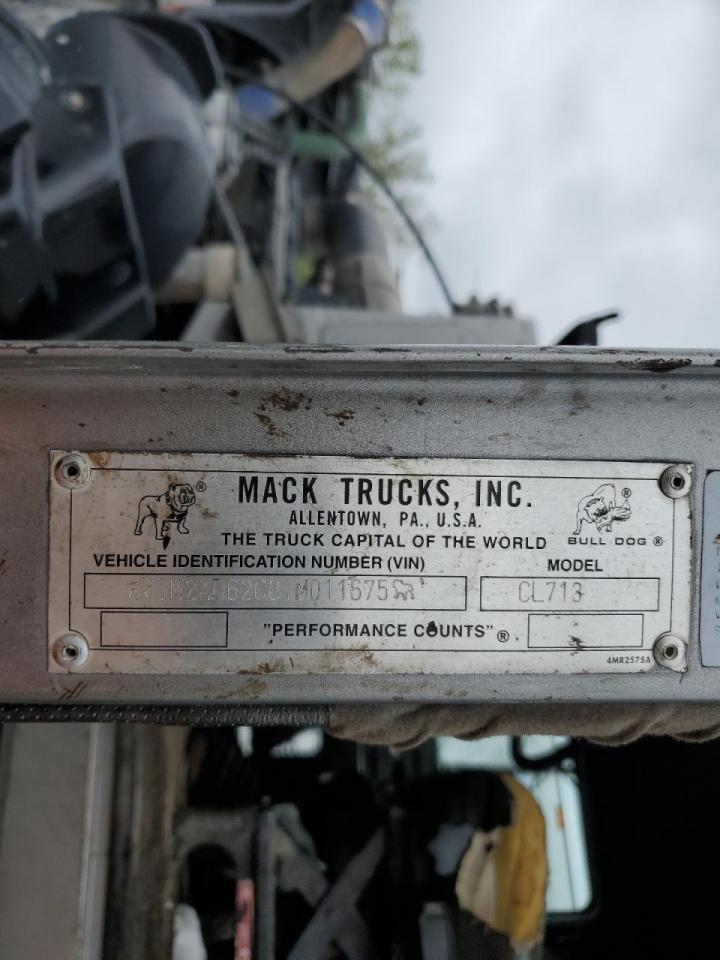 MACK TRUCKS, INC.
ALLENTOWN, PA., U.S.A.
THE TRUCK CAPITAL OF THE WORLD
BULL DOG ®
VEHICLE IDENTIFICATION NUMBER (VIN)
MODEL
CL713
"PERFORMANCE COUNTS" ®
4MR2575A